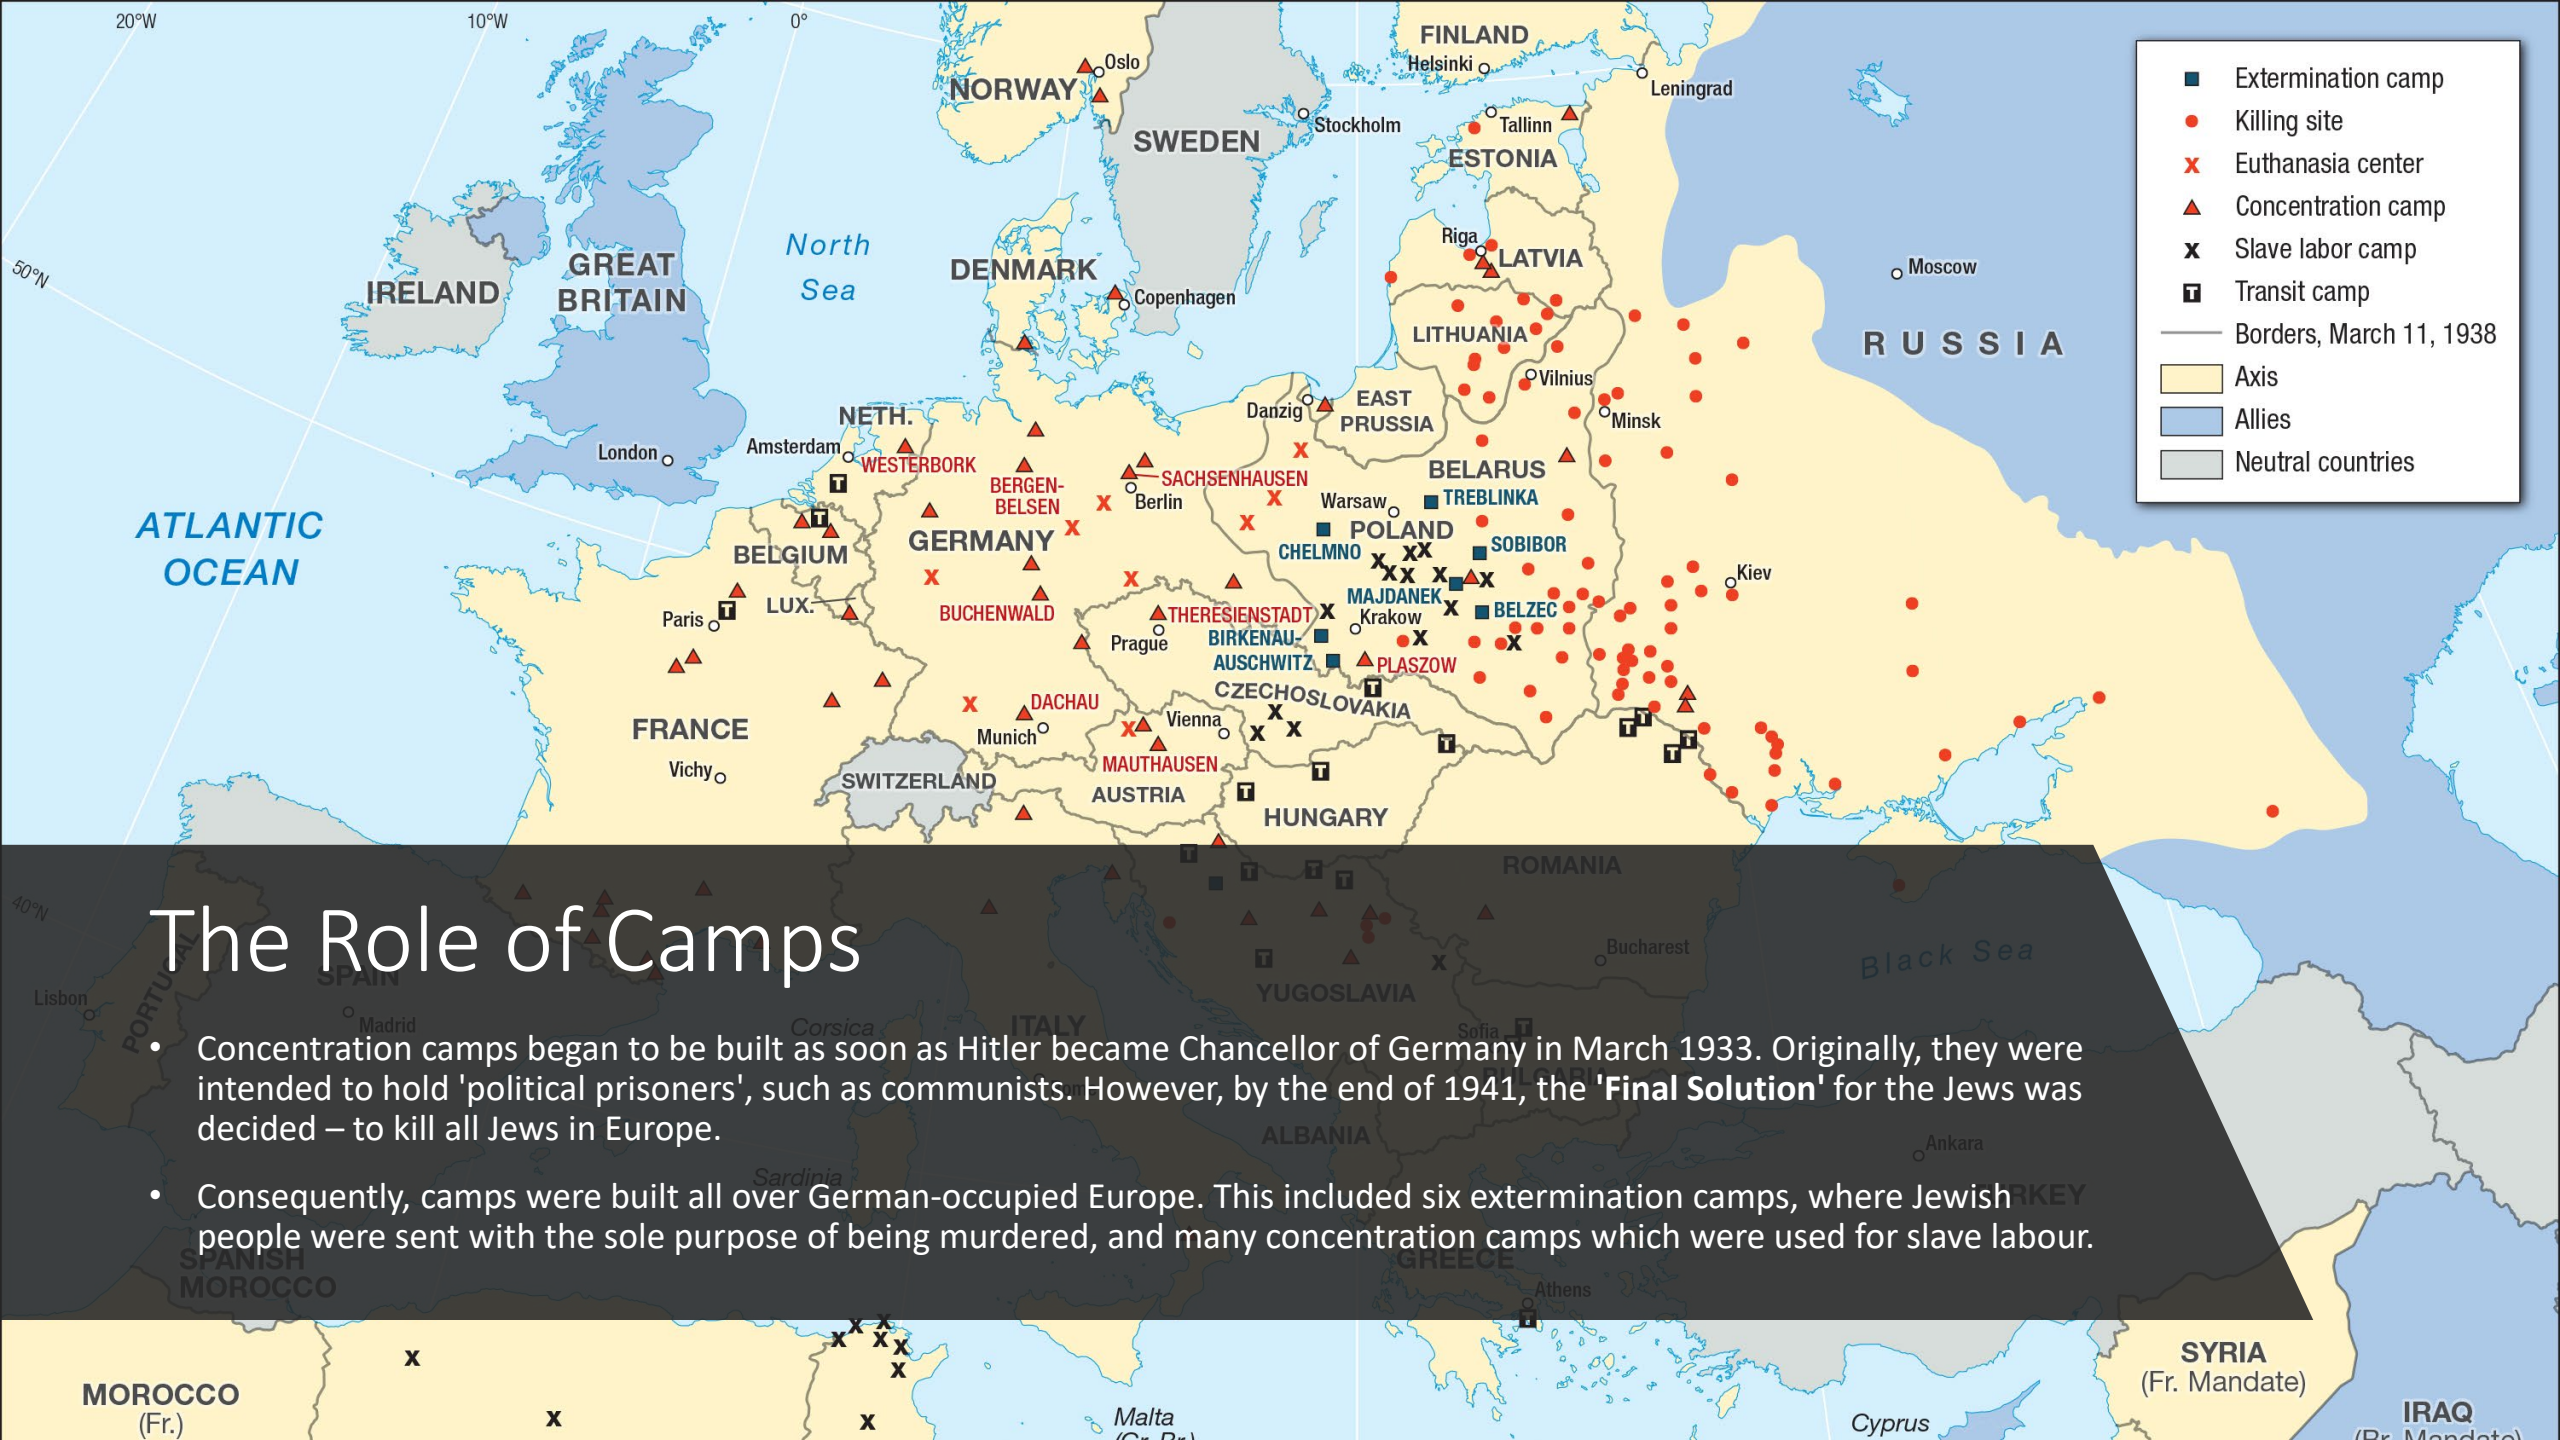 20°W
10°W
0°
50°N
40°N
FINLAND
Helsinki
Oslo
NORWAY
Leningrad
Stockholm
Tallinn
SWEDEN
ESTONIA
Extermination camp
Killing site
Euthanasia center
Concentration camp
Slave labor camp
T Transit camp
Borders, March 11, 1938
Axis
Allies
Neutral countries
North
Sea
Riga
LATVIA
Moscow
GREAT
BRITAIN
IRELAND
DENMARK
Copenhagen
LITHUANIA
RUSSIA
Vilnius
EAST
PRUSSIA
Danzig
Minsk
NETH.
Amsterdam
London
WESTERBORK
BERGEN-
BELSEN
SACHSENHAUSEN
Berlin
BELARUS
Warsaw
TREBLINKA
POLAND
ATLANTIC
OCEAN
BELGIUM
GERMANY
CHELMNO
SOBIBOR
Kiev
Paris
LUX.
BUCHENWALD
THERESIENSTADT
Prague
MAJDANEK
Krakow
BELZEC
BIRKENAU-
AUSCHWITZ
PLASZOW
CZECHOSLOVAKIA
FRANCE
DACHAU
Munich
Vienna
MAUTHAUSEN
Vichy
SWITZERLAND
AUSTRIA
HUNGARY
ROMANIA
The Role of Camps
PORTUGAL
SPAIN
Lisbon
Madrid
Corsica
ITALY
YUGOSLAVIA
Bucharest
Black Sea
Sofia
BULGARIA
• Concentration camps began to be built as soon as Hitler became Chancellor of Germany in March 1933. Originally, they were
intended to hold 'political prisoners', such as communists. However, by the end of 1941, the 'Final Solution' for the Jews was
decided – to kill all Jews in Europe.
ALBANIA
Ankara
Sardinia
TURKEY
• Consequently, camps were built all over German-occupied Europe. This included six extermination camps, where Jewish
people were sent with the sole purpose of being murdered, and many concentration camps which were used for slave labour.
SPANISH
MOROCCO
GREECE
Athens
MOROCCO
(Fr.)
Malta
(Gr. Br.)
Cyprus
SYRIA
(Fr. Mandate)
IRAQ
(Br. Mandate)